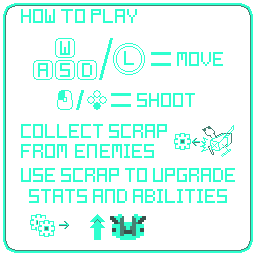 HOW TO PLAY
W
A S D / L = MOVE
/ = SHOOT
COLLECT SCRAP
FROM ENEMIES
USE SCRAP TO UPGRADE
STATS AND ABILITIES